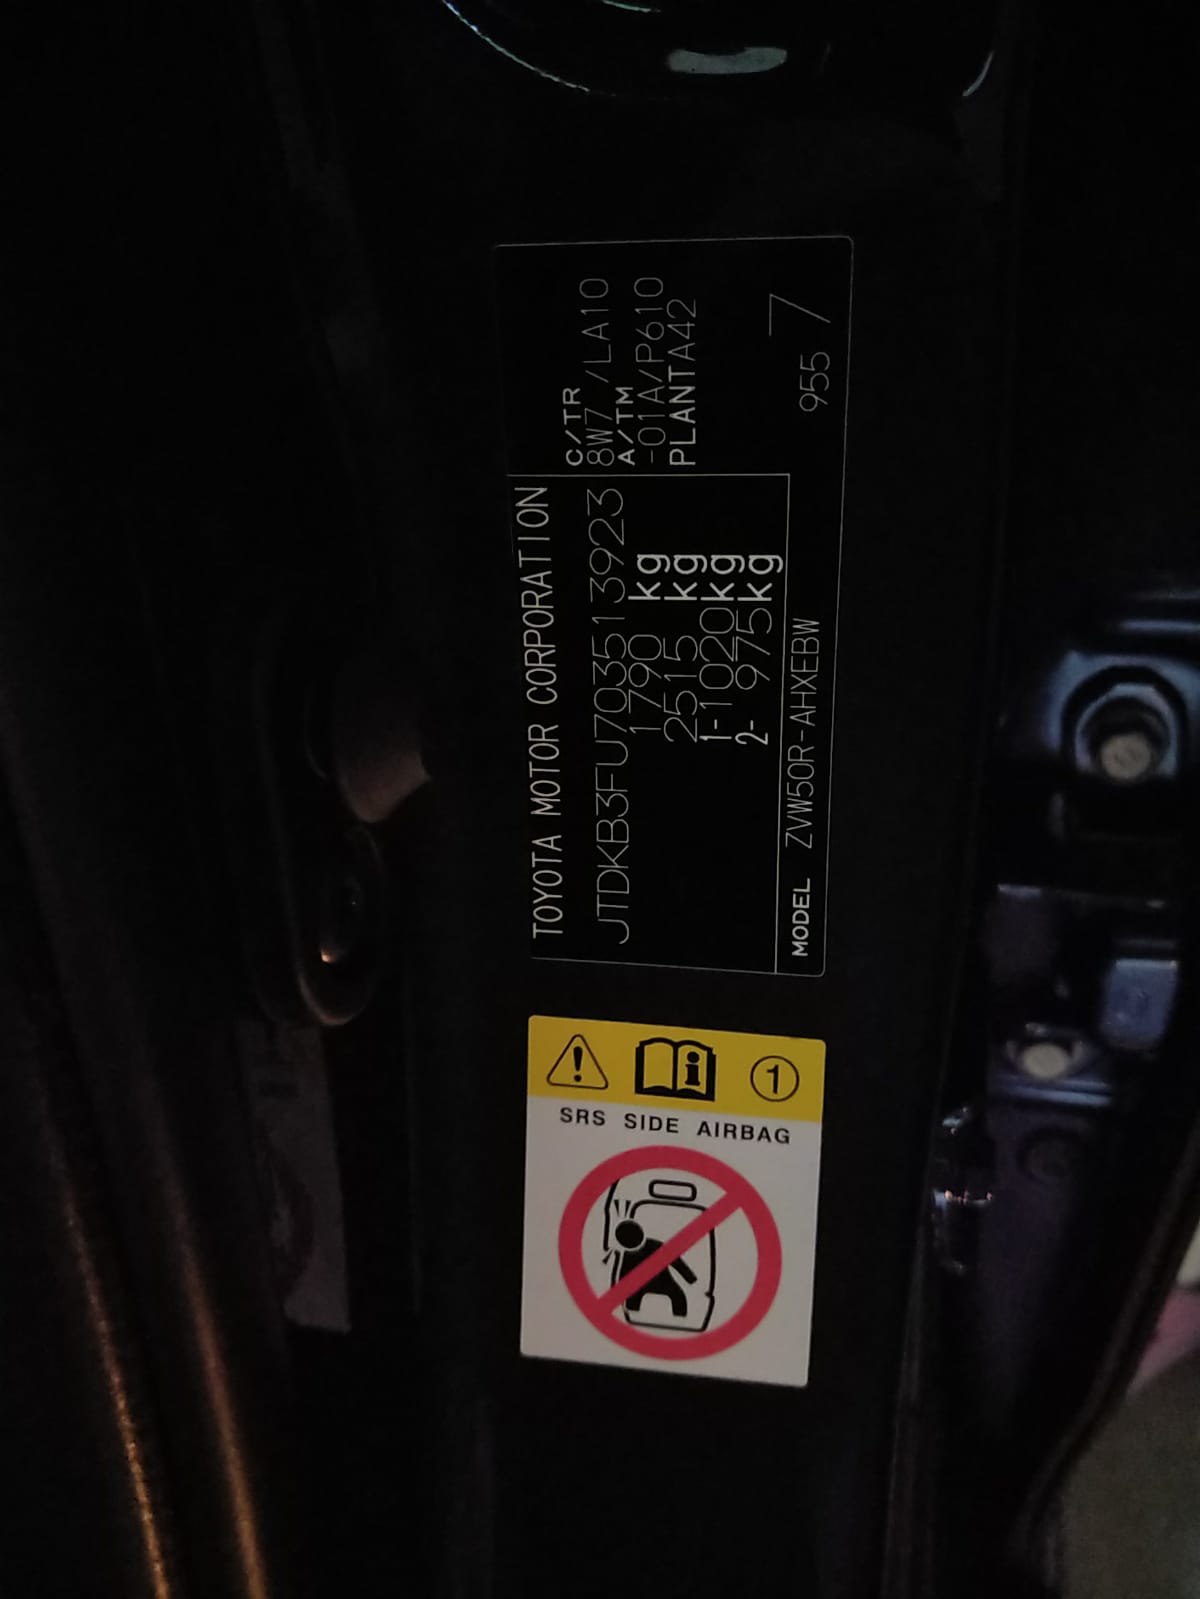 TOYOTA MOTOR CORPORATION
JTDKB3FU703513923
1790 kg
2515 kg
1-1020kg
2- 975kg
C/TR
8W7 /LA10
A/TM
-01A/P610
PLANTA42
MODEL ZVW50R-AHXEBW
955 7
1
SRS SIDE AIRBAG